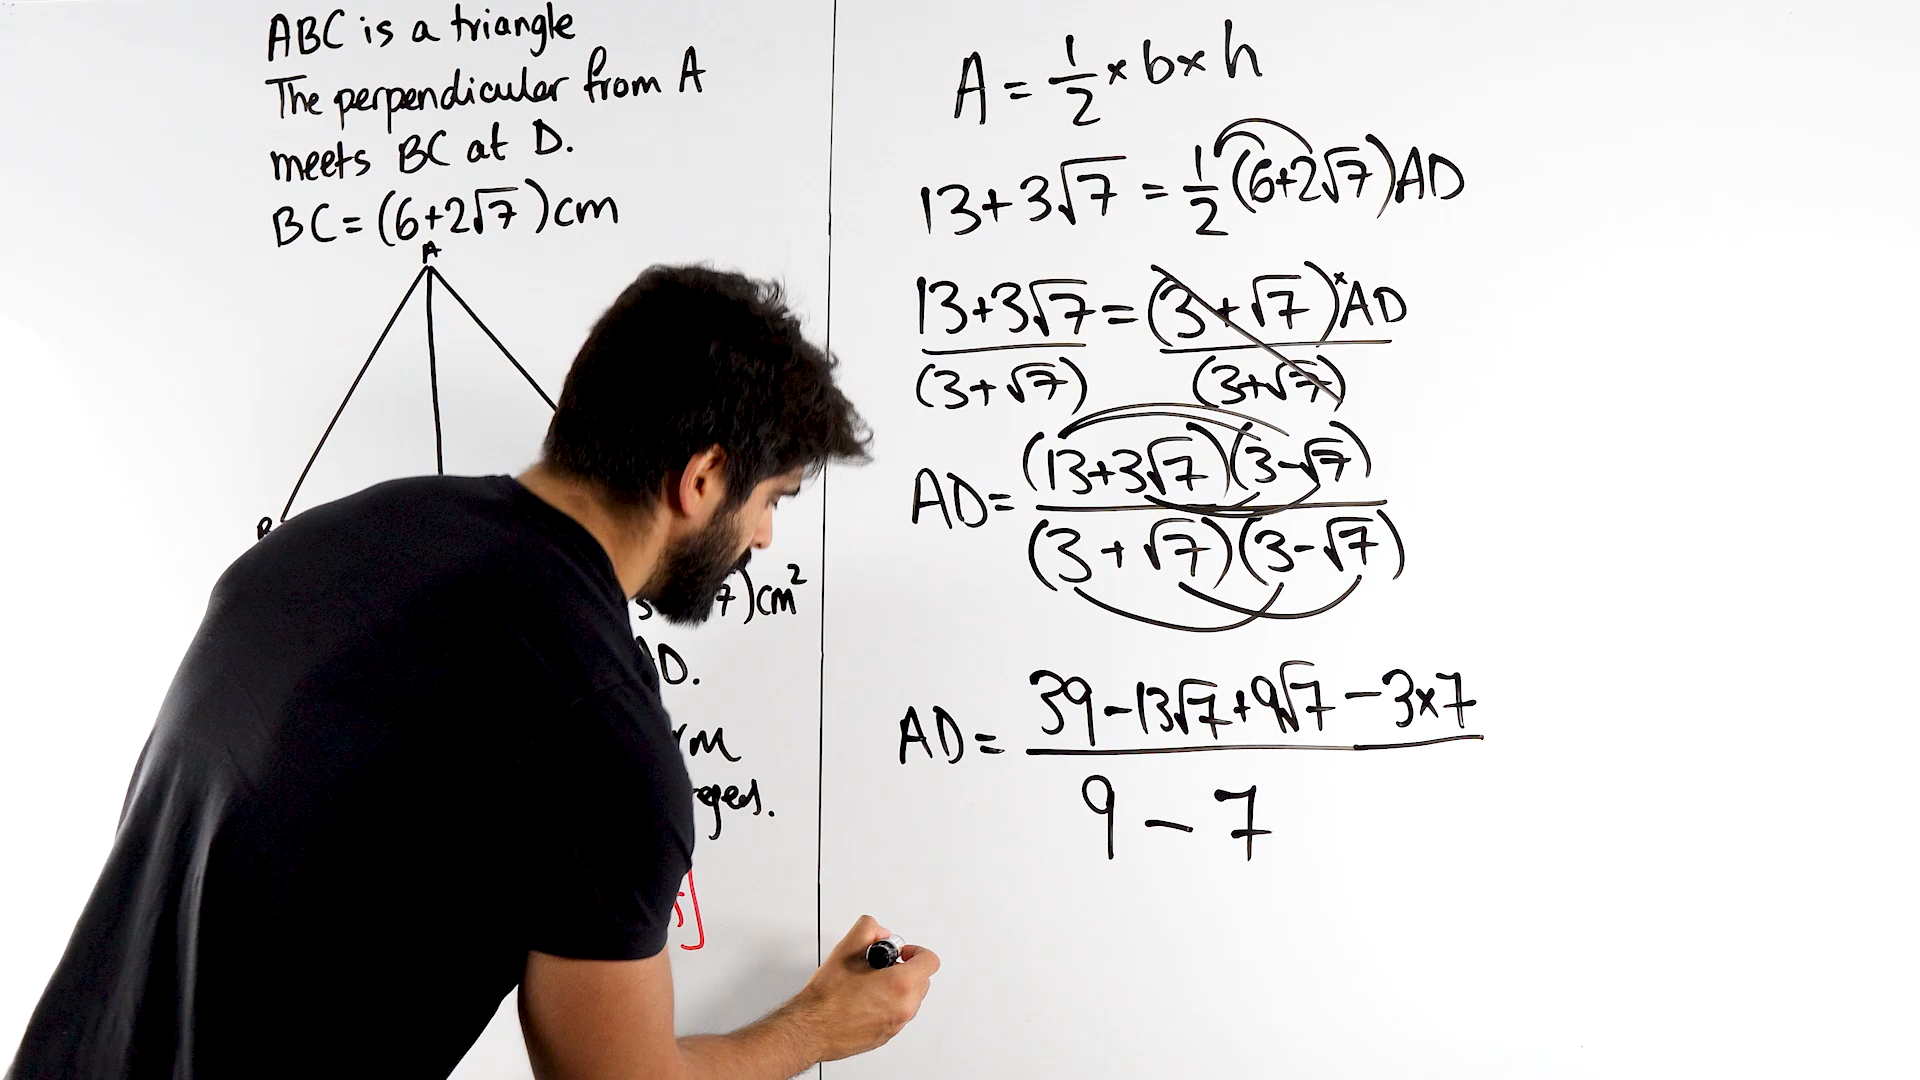 ABC is a triangle
The perpendicular from A
meets BC at D.
BC = (6+2√7)cm
A
B
7)cm²
D.
A = 1/2 × b × h
13+3√7 = 1/2 (6+2√7)AD
13+3√7 / (3+√7) = (3+√7)×AD / (3+√7)
AD = (13+3√7)(3-√7) / (3+√7)(3-√7)
AD = 39-13√7+9√7-3×7 / 9-7